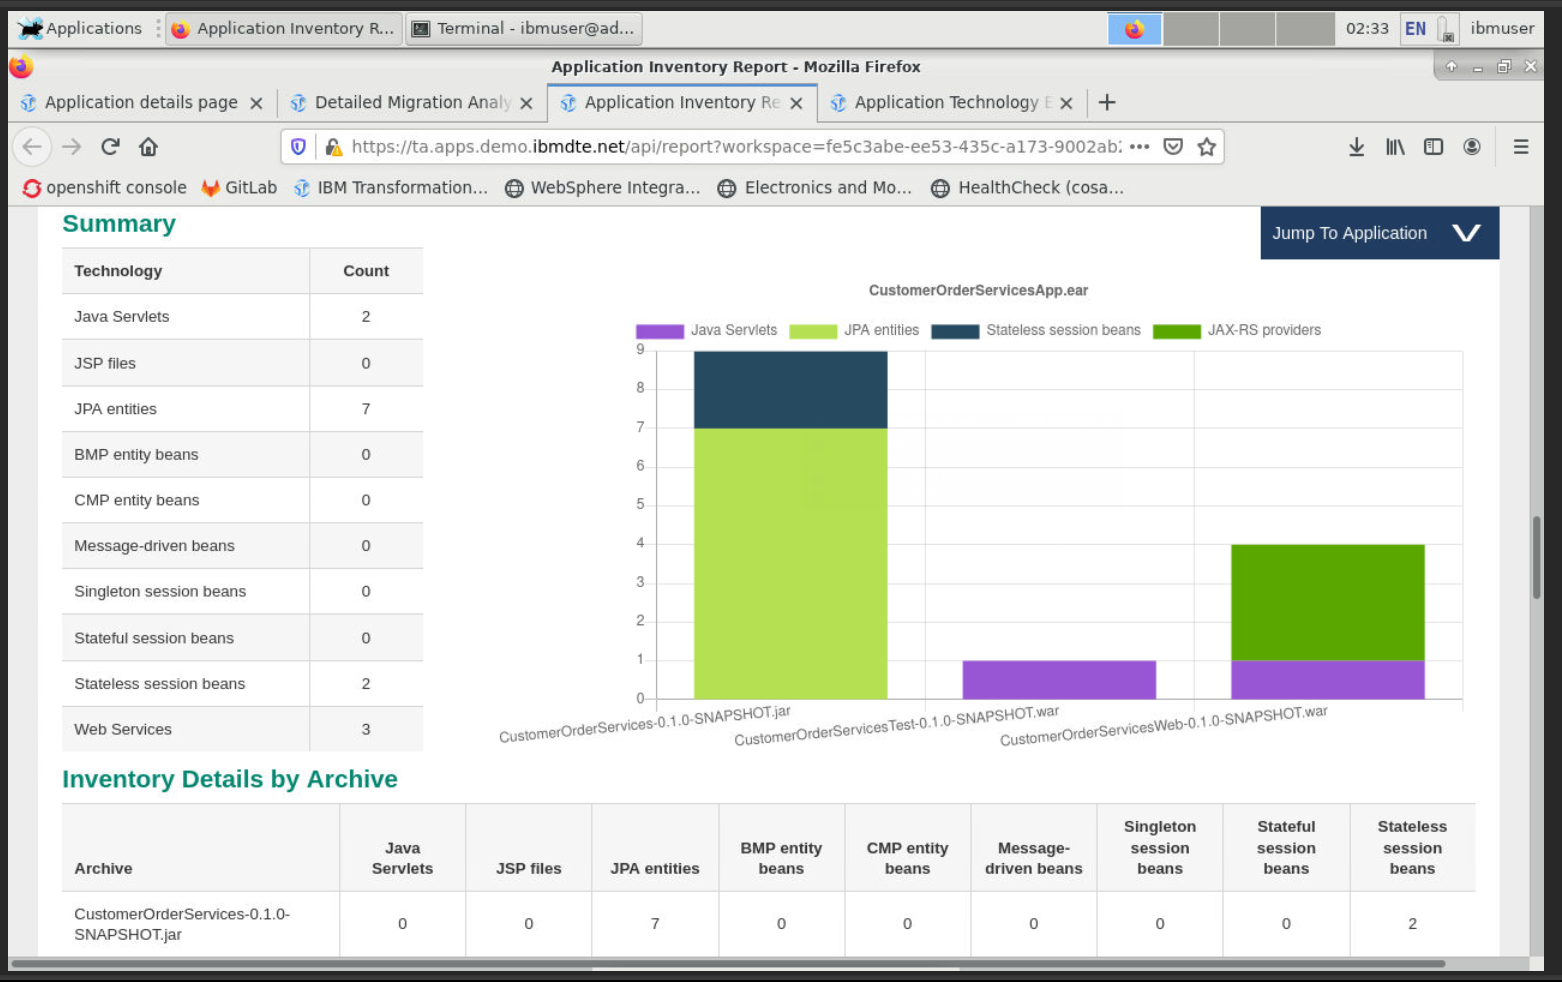 Applications
Application Inventory R...
Terminal - ibmuser@ad...
02:33
EN
ibmuser
Application Inventory Report - Mozilla Firefox
Application details page
Detailed Migration Analy
Application Inventory Re
Application Technology E
https://ta.apps.demo.ibmdte.net/api/report?workspace=fe5c3abe-ee53-435c-a173-9002ab2
openshift console
GitLab
IBM Transformation...
WebSphere Integra...
Electronics and Mo...
HealthCheck (cosa...
Summary
Jump To Application
Technology Count
Java Servlets 2
JSP files 0
JPA entities 7
BMP entity beans 0
CMP entity beans 0
Message-driven beans 0
Singleton session beans 0
Stateful session beans 0
Stateless session beans 2
Web Services 3
CustomerOrderServicesApp.ear
Java Servlets JPA entities Stateless session beans JAX-RS providers
9
8
7
6
5
4
3
2
1
0
CustomerOrderServices-0.1.0-SNAPSHOT.jar
CustomerOrderServicesTest-0.1.0-SNAPSHOT.war
CustomerOrderServicesWeb-0.1.0-SNAPSHOT.war
Inventory Details by Archive
Archive
Java
Servlets
JSP files
JPA entities
BMP entity
beans
CMP entity
beans
Message-
driven beans
Singleton
session
beans
Stateful
session
beans
Stateless
session
beans
CustomerOrderServices-0.1.0-
SNAPSHOT.jar
0 0 7 0 0 0 0 0 2